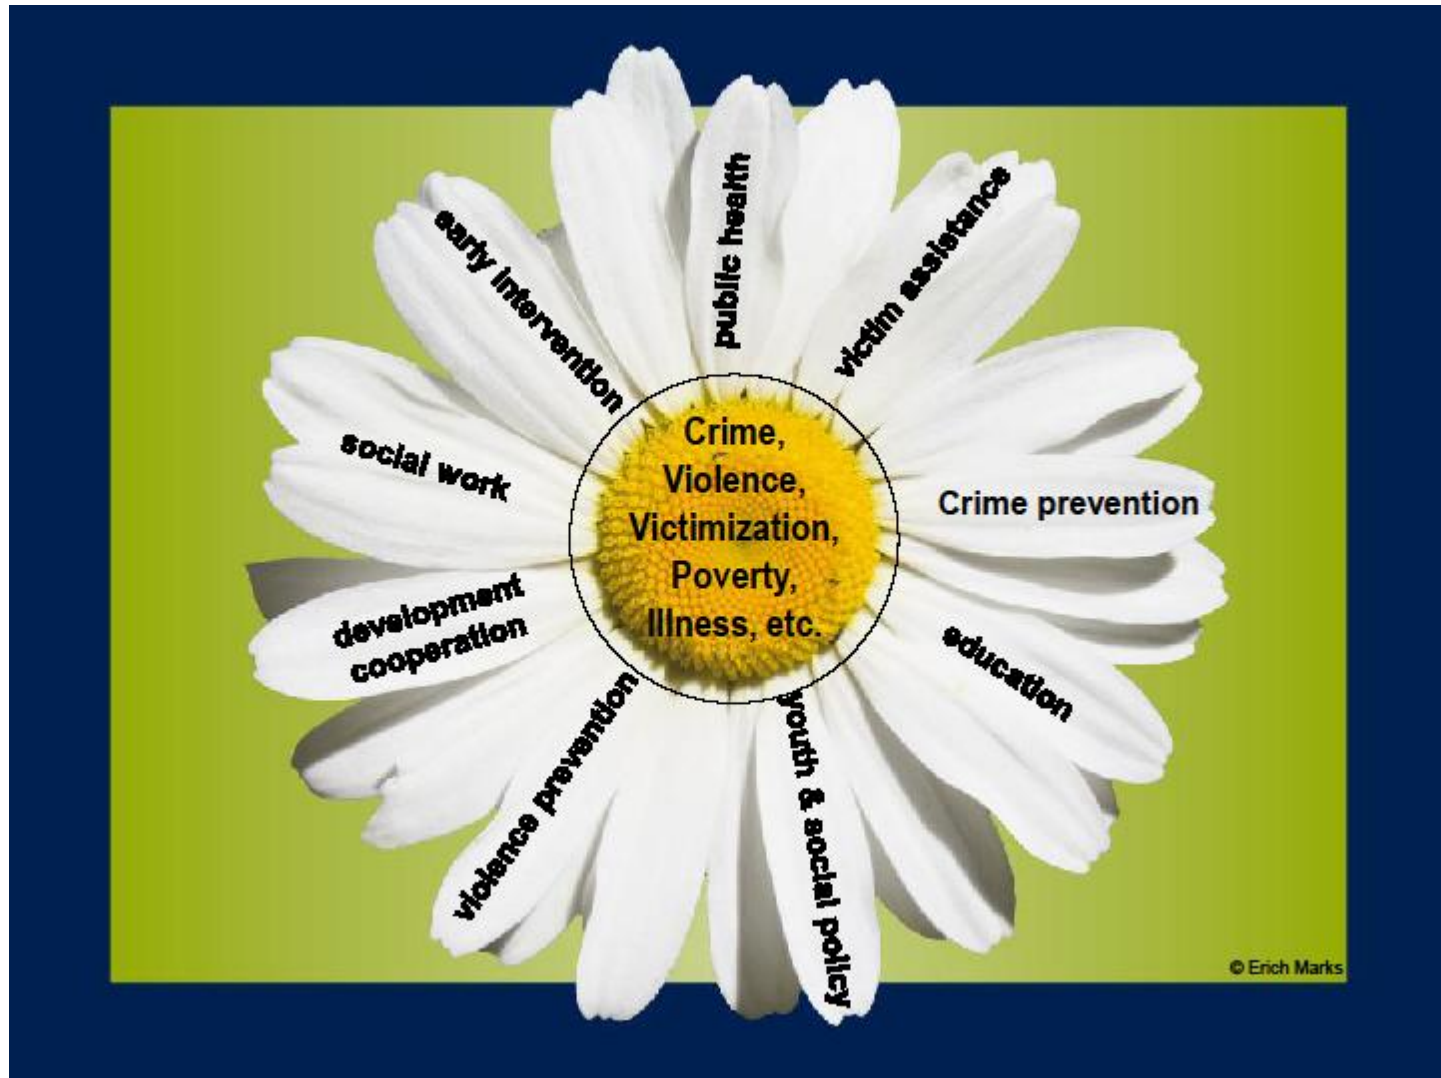 public health
victim assistance
early intervention
Crime,
Violence,
Victimization,
Poverty,
Illness, etc.
social work
Crime prevention
development
cooperation
education
violence prevention
youth & social policy
© Erich Marks